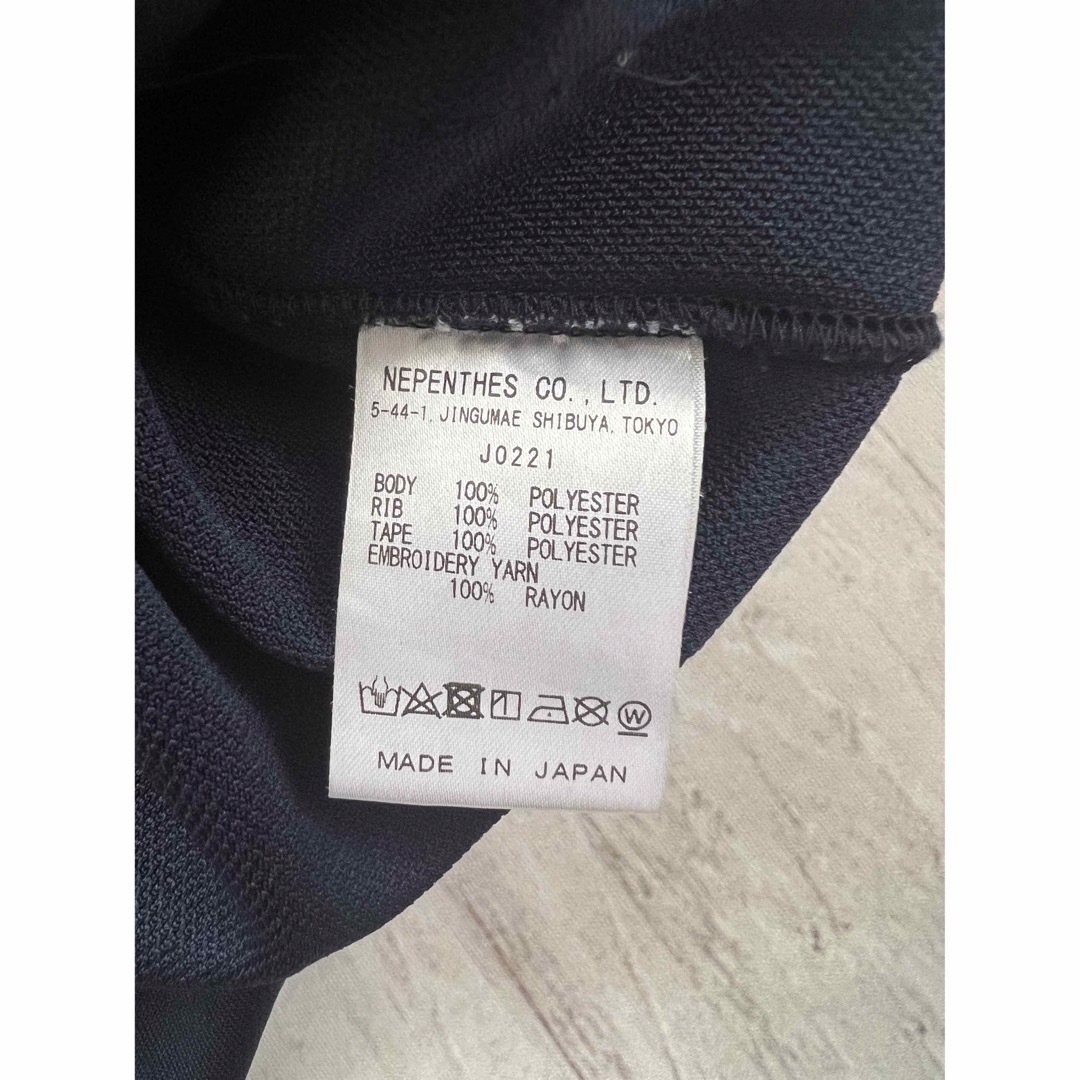 NEPENTHES CO.,LTD.
5-44-1, JINGUMAE SHIBUYA, TOKYO
J0221
BODY 100% POLYESTER
RIB 100% POLYESTER
TAPE 100% POLYESTER
EMBROIDERY YARN
100% RAYON
W
MADE IN JAPAN